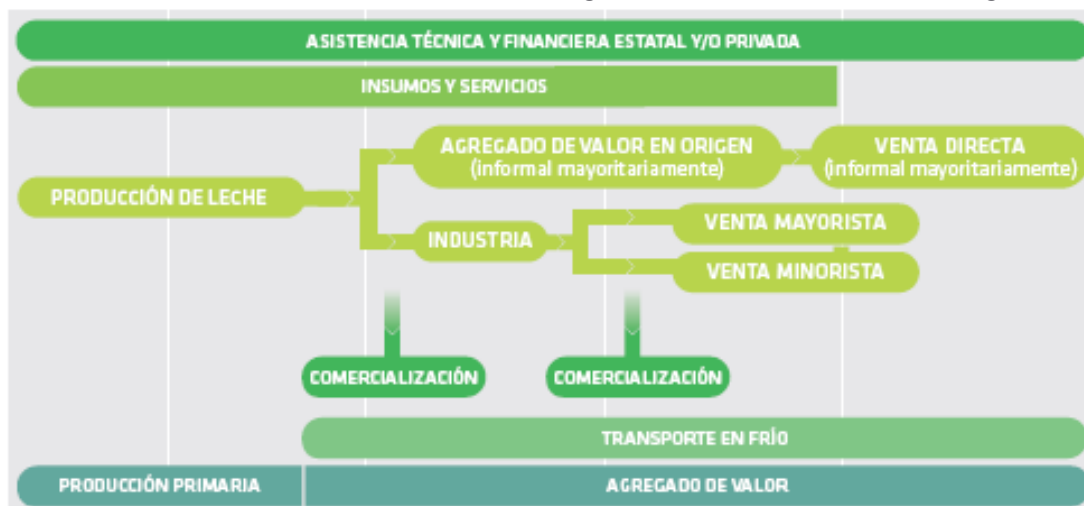 ASISTENCIA TÉCNICA Y FINANCIERA ESTATAL Y/O PRIVADA
INSUMOS Y SERVICIOS
AGREGADO DE VALOR EN ORIGEN
(informal mayoritariamente)
VENTA DIRECTA
(informal mayoritariamente)
PRODUCCIÓN DE LECHE
INDUSTRIA
VENTA MAYORISTA
VENTA MINORISTA
COMERCIALIZACIÓN
COMERCIALIZACIÓN
TRANSPORTE EN FRÍO
PRODUCCIÓN PRIMARIA
AGREGADO DE VALOR